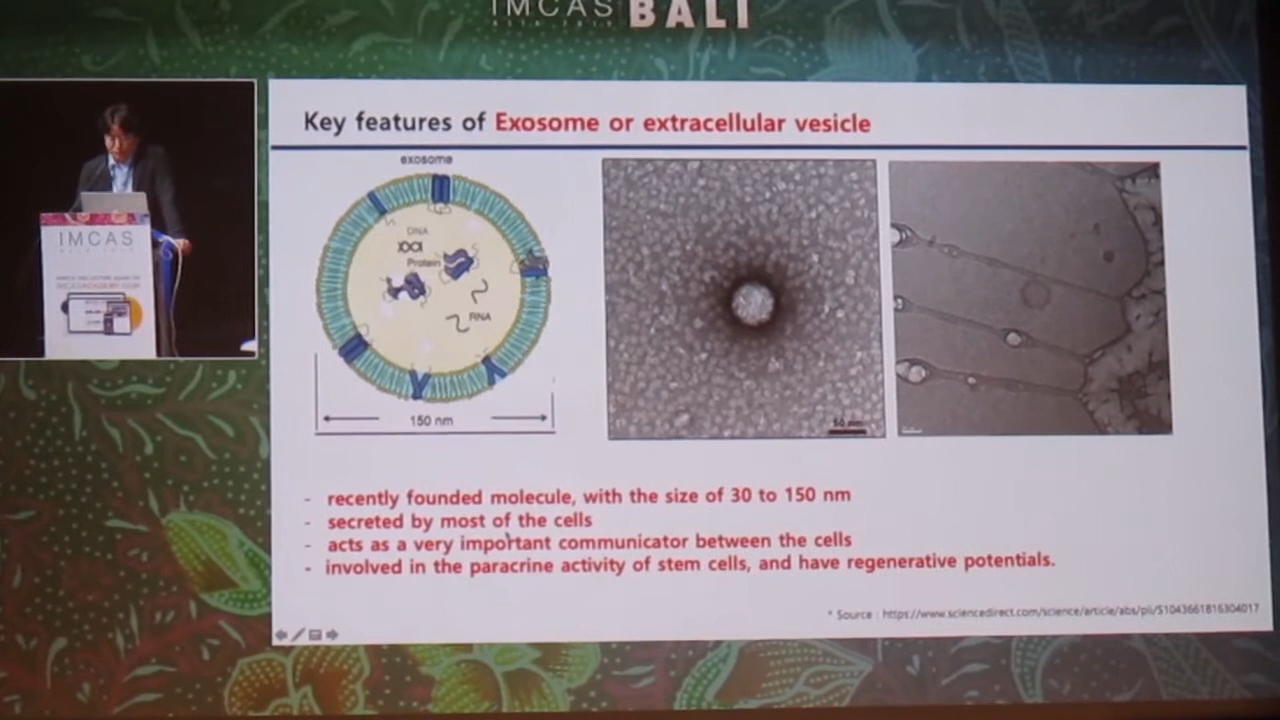 IMCAS BALI
IMCAS
Key features of Exosome or extracellular vesicle
exosome
DNA
Protein
RNA
150 nm
50 nm
- recently founded molecule, with the size of 30 to 150 nm
- secreted by most of the cells
- acts as a very important communicator between the cells
- involved in the paracrine activity of stem cells, and have regenerative potentials.
* Source : https://www.sciencedirect.com/science/article/abs/pii/S1043661816304017